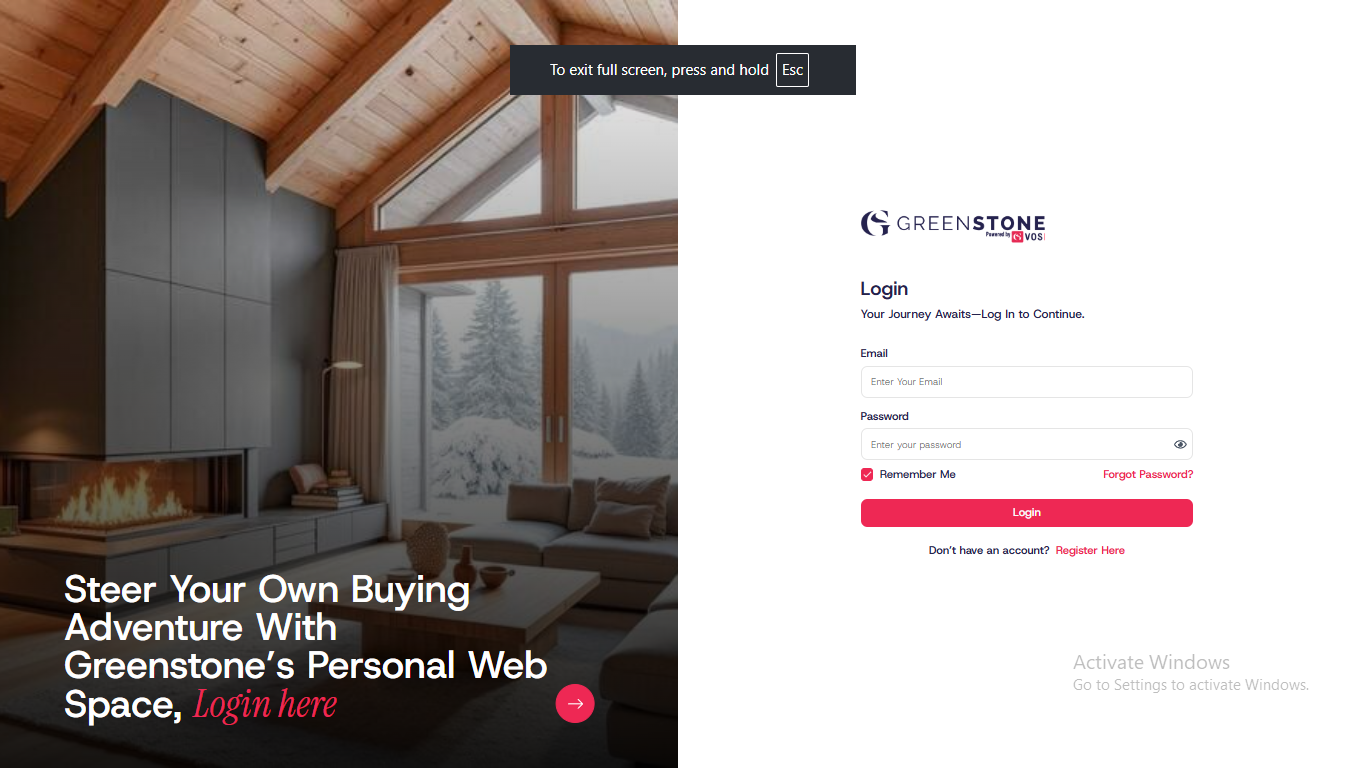 To exit full screen, press and hold Esc
GREENSTONE
Powered by VOS
Login
Your Journey Awaits—Log In to Continue.
Email
Enter Your Email
Password
Enter your password
Remember Me Forgot Password?
Login
Don’t have an account? Register Here
Steer Your Own Buying
Adventure With
Greenstone’s Personal Web
Space, Login here
Activate Windows
Go to Settings to activate Windows.